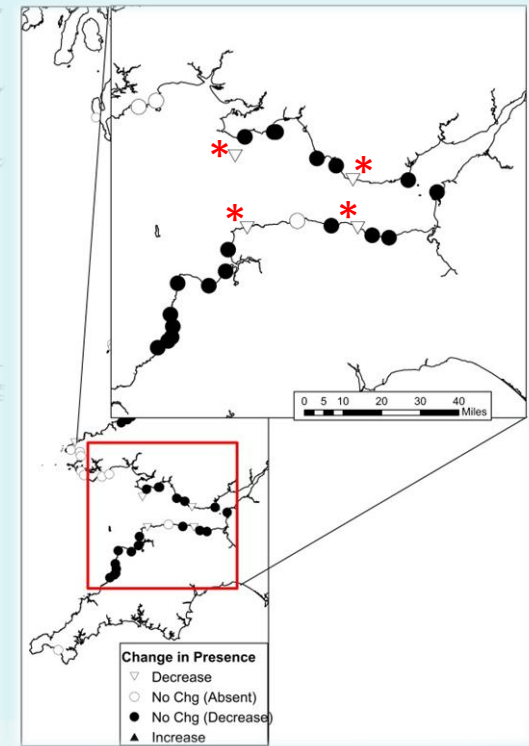 *
*
*
*
0 5 10 20 30 40
Miles
Change in Presence
Decrease
No Chg (Absent)
No Chg (Decrease)
Increase